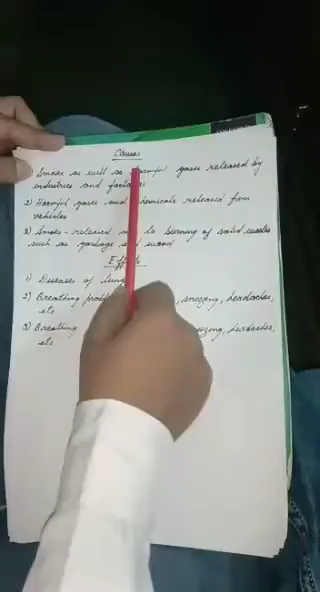 Causes
Smoke as well as harmful gases released by
industries and factories
2) Harmful gases and chemicals released from
vehicles
3) Smoke released to burning of solid wastes
such as garbage and wood
Effects
1) Diseases of lung
2) Breathing sneezing, headaches,
etc
3) Breathing headaches,
etc